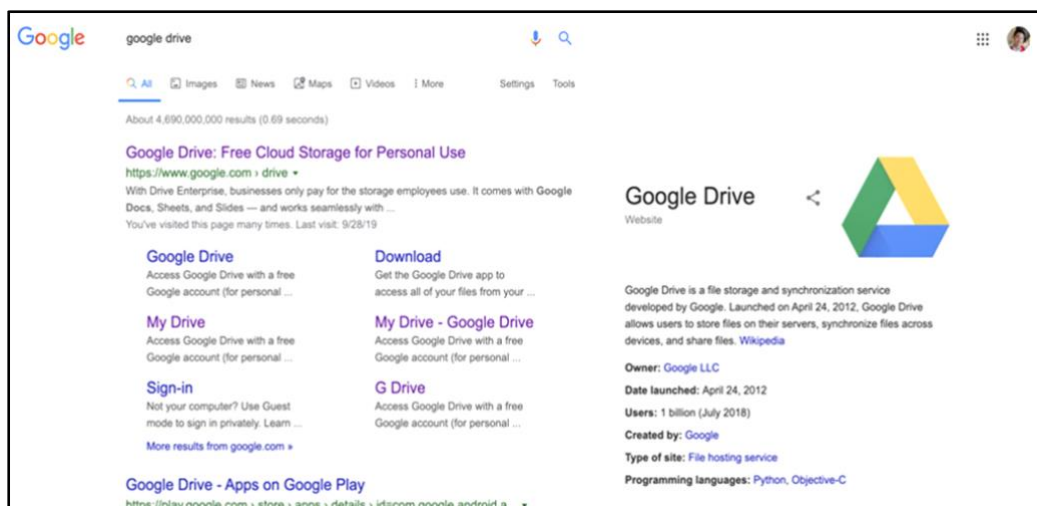 Google
google drive
All Images News Maps Videos More Settings Tools
About 4,690,000,000 results (0.69 seconds)
Google Drive: Free Cloud Storage for Personal Use
https://www.google.com › drive
With Drive Enterprise, businesses only pay for the storage employees use. It comes with Google
Docs, Sheets, and Slides — and works seamlessly with ...
You've visited this page many times. Last visit: 9/28/19
Google Drive
Access Google Drive with a free
Google account (for personal ...
Download
Get the Google Drive app to
access all of your files from your ...
My Drive
Access Google Drive with a free
Google account (for personal ...
My Drive - Google Drive
Access Google Drive with a free
Google account (for personal ...
Sign-in
Not your computer? Use Guest
mode to sign in privately. Learn ...
G Drive
Access Google Drive with a free
Google account (for personal ...
More results from google.com »
Google Drive - Apps on Google Play
https://play.google.com › store › apps › details › id=com.google.android.a...
Google Drive
Website
Google Drive is a file storage and synchronization service
developed by Google. Launched on April 24, 2012, Google Drive
allows users to store files on their servers, synchronize files across
devices, and share files. Wikipedia
Owner: Google LLC
Date launched: April 24, 2012
Users: 1 billion (July 2018)
Created by: Google
Type of site: File hosting service
Programming languages: Python, Objective-C